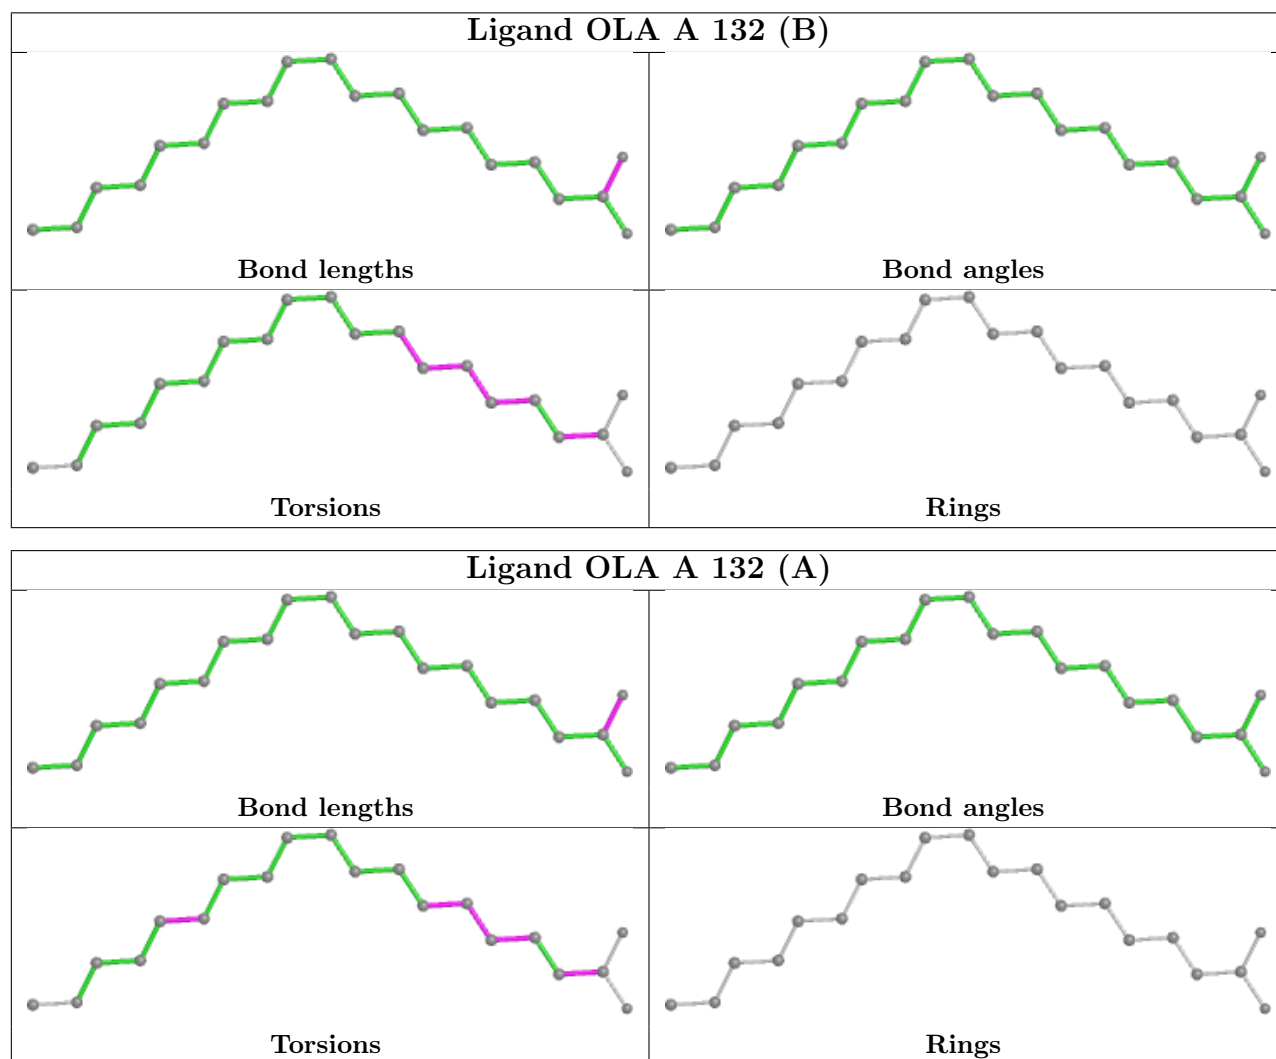 Ligand OLA A 132 (B)
Bond lengths
Bond angles
Torsions
Rings
Ligand OLA A 132 (A)
Bond lengths
Bond angles
Torsions
Rings